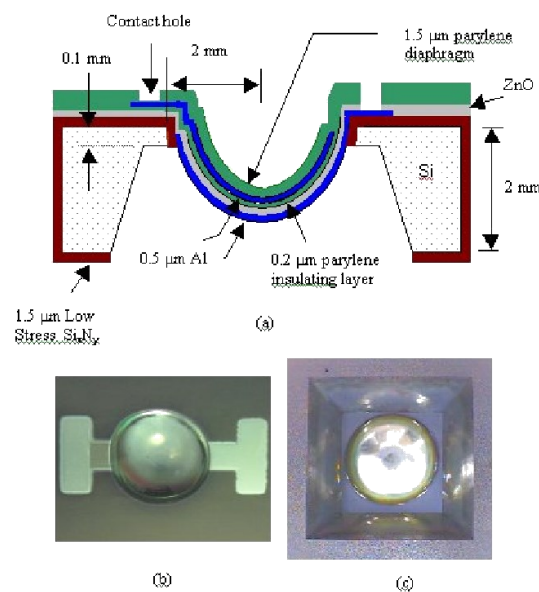 Contact hole
0.1 mm
2 mm
1.5 μm parylene
diaphragm
ZnO
Si
2 mm
0.5 μm Al
0.2 μm parylene
insulating layer
1.5 μm Low
Stress SixNy
(a)
(b)
(c)